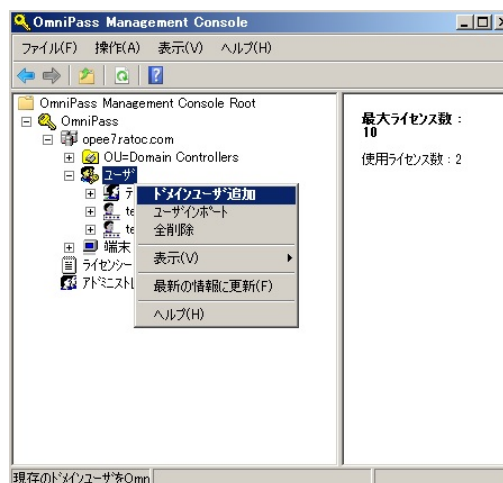 OmniPass Management Console
ファイル(F) 操作(A) 表示(V) ヘルプ(H)
OmniPass Management Console Root
OmniPass
opee7ratoc.com
OU=Domain Controllers
ユーザ
テ
te
te
端末
ライセンシー
アドミニストレ
ドメインユーザ追加
ユーザインポート
全削除
表示(V)
最新の情報に更新(F)
ヘルプ(H)
最大ライセンス数：
10
使用ライセンス数：2
現在のドメインユーザをOmn